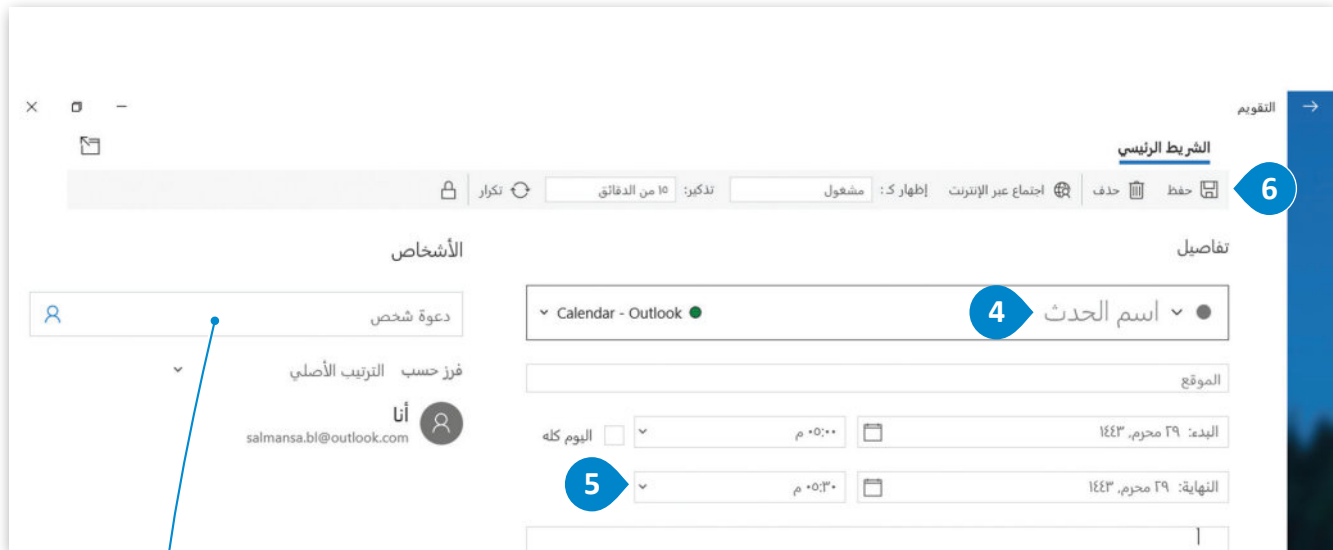 التقويم
الشريط الرئيسي
حفظ حذف اجتماع عبر الإنترنت إظهار كـ: مشغول تذكير: ١٥ من الدقائق تكرار
6
تفاصيل
الأشخاص
4
اسم الحدث
Calendar - Outlook
دعوة شخص
الموقع
فرز حسب الترتيب الأصلي
أنا
salmansa.bl@outlook.com
البدء: ٢٩ محرم, ١٤٤٣ ٠٥:٠٠ م اليوم كله
النهاية: ٢٩ محرم, ١٤٤٣ ٠٥:٣٠ م
5